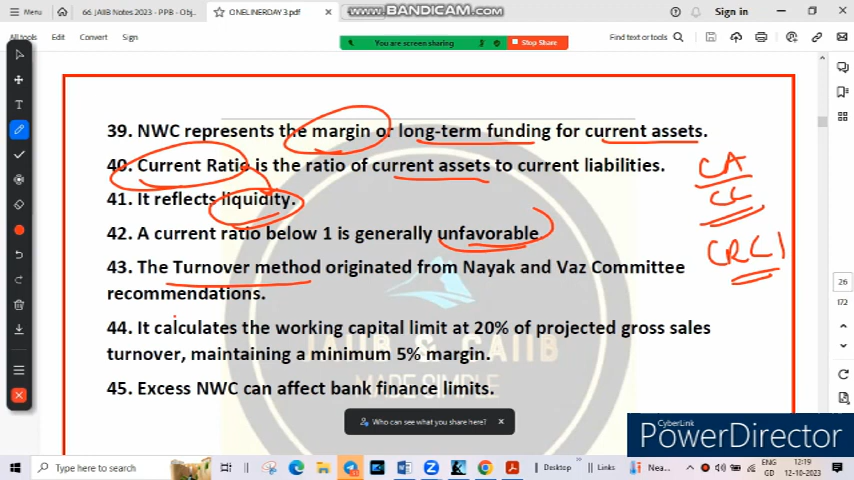 Menu
66. JAIIB Notes 2023 - PPB - Obj...
ONELINERDAY 3.pdf
WWW.BANDICAM.COM
Sign in
All tools
Edit
Convert
Sign
You are screen sharing
Stop Share
Find text or tools
39. NWC represents the margin or long-term funding for current assets.
40. Current Ratio is the ratio of current assets to current liabilities.
CA
CL
41. It reflects liquidity.
42. A current ratio below 1 is generally unfavorable.
CR<1
43. The Turnover method originated from Nayak and Vaz Committee
recommendations.
44. It calculates the working capital limit at 20% of projected gross sales
turnover, maintaining a minimum 5% margin.
45. Excess NWC can affect bank finance limits.
JAIIB & CAIIB
MADE SIMPLE
26
172
Who can see what you share here?
CyberLink
PowerDirector
Type here to search
Desktop
Links
Nea...
ENG
GD
12:19
12-10-2023